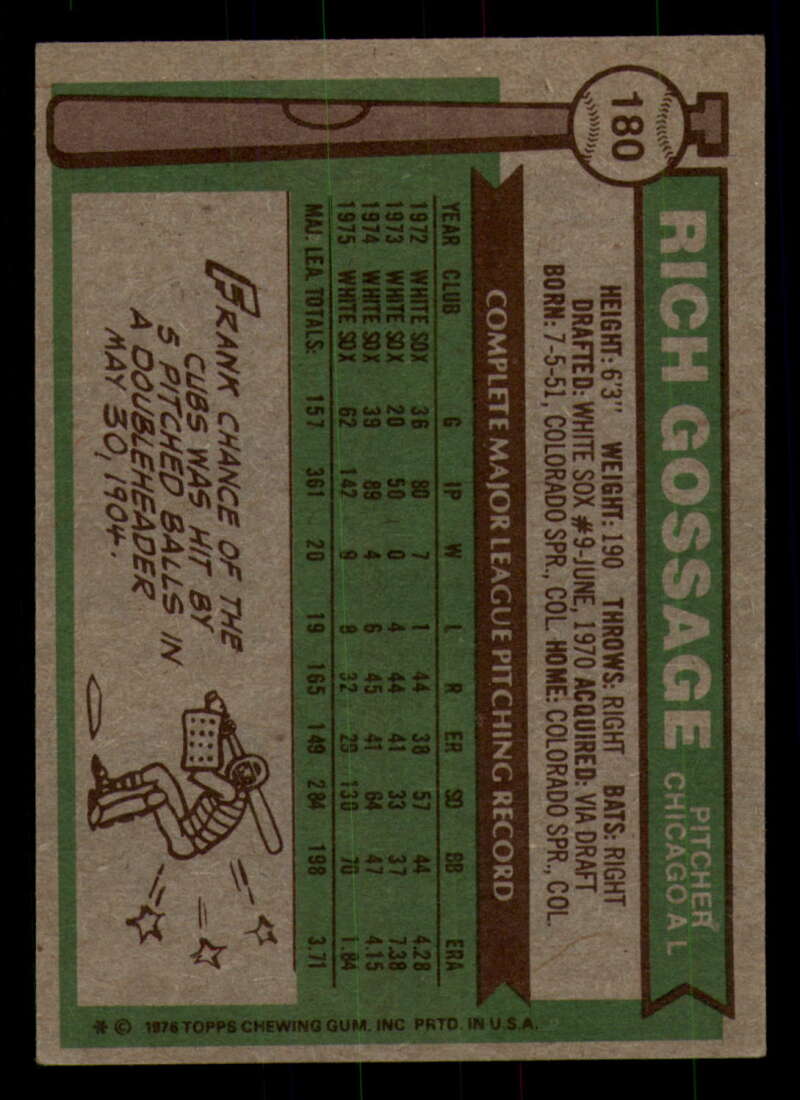 180
RICH GOSSAGE
PITCHER
CHICAGO A L
HEIGHT: 6'3" WEIGHT: 190 THROWS: RIGHT BATS: RIGHT
DRAFTED: WHITE SOX #9-JUNE, 1970 ACQUIRED: VIA DRAFT
BORN: 7-5-51, COLORADO SPR., COL. HOME: COLORADO SPR., COL.
COMPLETE MAJOR LEAGUE PITCHING RECORD
YEAR CLUB G IP W L R ER SO BB ERA
1972 WHITE SOX 36 80 7 1 44 38 57 44 4.28
1973 WHITE SOX 20 50 0 4 44 41 33 37 7.38
1974 WHITE SOX 39 89 4 6 45 41 64 47 4.15
1975 WHITE SOX 62 142 9 8 32 29 130 70 1.84
MAJ. LEA. TOTALS: 157 361 20 19 165 149 284 198 3.71
FRANK CHANCE OF THE
CUBS WAS HIT BY
5 PITCHED BALLS IN
A DOUBLEHEADER
MAY 30, 1904.
* © 1976 TOPPS CHEWING GUM, INC PRTD. IN U.S.A.